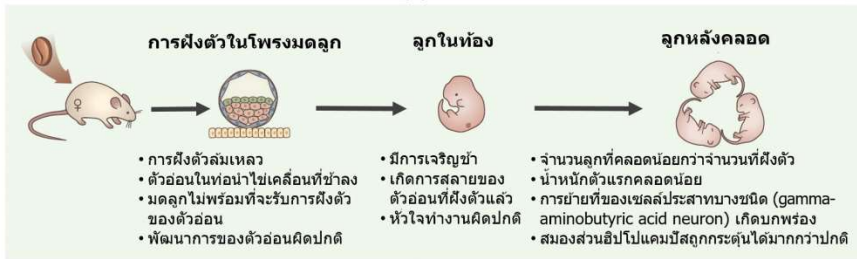 การฝังตัวในโพรงมดลูก
ลูกในท้อง
ลูกหลังคลอด
♀
• การฝังตัวล้มเหลว
• ตัวอ่อนในท่อนำไข่เคลื่อนที่ช้าลง
• มดลูกไม่พร้อมที่จะรับการฝังตัว
ของตัวอ่อน
• พัฒนาการของตัวอ่อนผิดปกติ
• มีการเจริญช้า
• เกิดการสลายของ
ตัวอ่อนที่ฝังตัวแล้ว
• หัวใจทำงานผิดปกติ
• จำนวนลูกที่คลอดน้อยกว่าจำนวนที่ฝังตัว
• น้ำหนักตัวแรกคลอดน้อย
• การย้ายที่ของเซลล์ประสาทบางชนิด (gamma-
aminobutyric acid neuron) เกิดบกพร่อง
• สมองส่วนฮิปโปแคมปัสถูกกระตุ้นได้มากกว่าปกติ